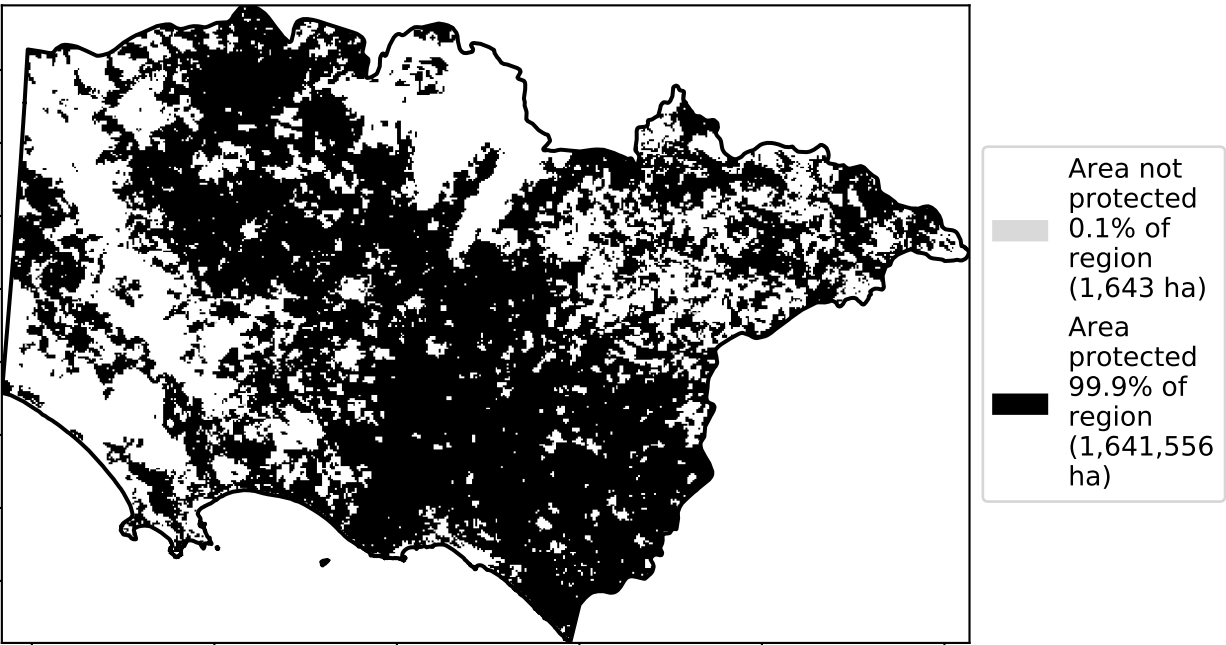 Area not
protected
0.1% of
region
(1,643 ha)
Area
protected
99.9% of
region
(1,641,556
ha)